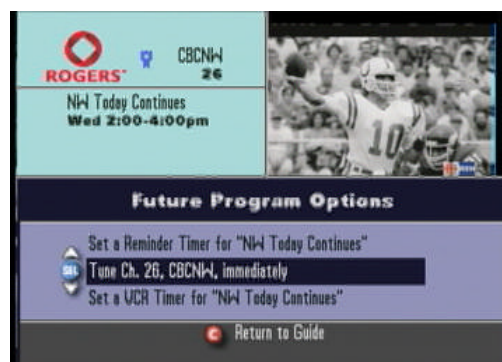 ROGERS
CBCNW
26
NW Today Continues
Wed 2:00-4:00pm
10
Future Program Options
Set a Reminder Timer for "NW Today Continues"
SEL
Tune Ch. 26, CBCNW, immediately
Set a VCR Timer for "NW Today Continues"
C Return to Guide